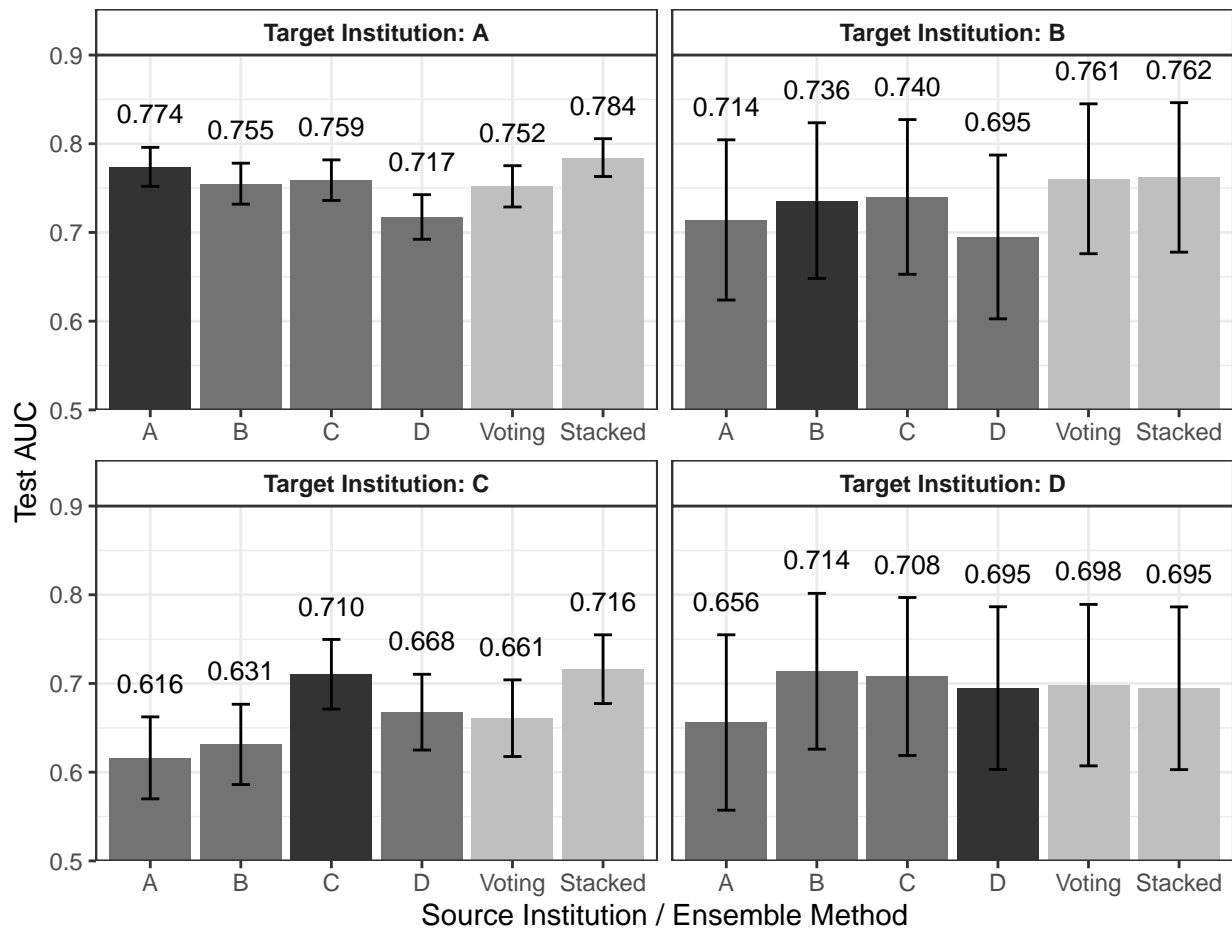 Test AUC
Target Institution: A
0.9
0.8
0.7
0.6
0.5
0.774 0.755 0.759 0.717 0.752 0.784
A B C D Voting Stacked
Target Institution: B
0.714 0.736 0.740 0.695 0.761 0.762
A B C D Voting Stacked
Target Institution: C
0.9
0.8
0.7
0.6
0.5
0.616 0.631 0.710 0.668 0.661 0.716
A B C D Voting Stacked
Target Institution: D
0.656 0.714 0.708 0.695 0.698 0.695
A B C D Voting Stacked
Source Institution / Ensemble Method